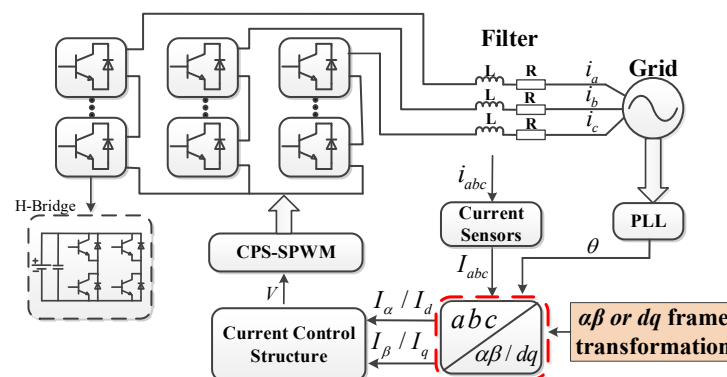 Filter
Grid
L
R
i_a
L
R
i_b
L
R
i_c
i_abc
H-Bridge
Current
Sensors
PLL
CPS-SPWM
I_abc
θ
V
I_α / I_d
abc
αβ / dq
αβ or dq frame
transformation
Current Control
Structure
I_β / I_q
+
−